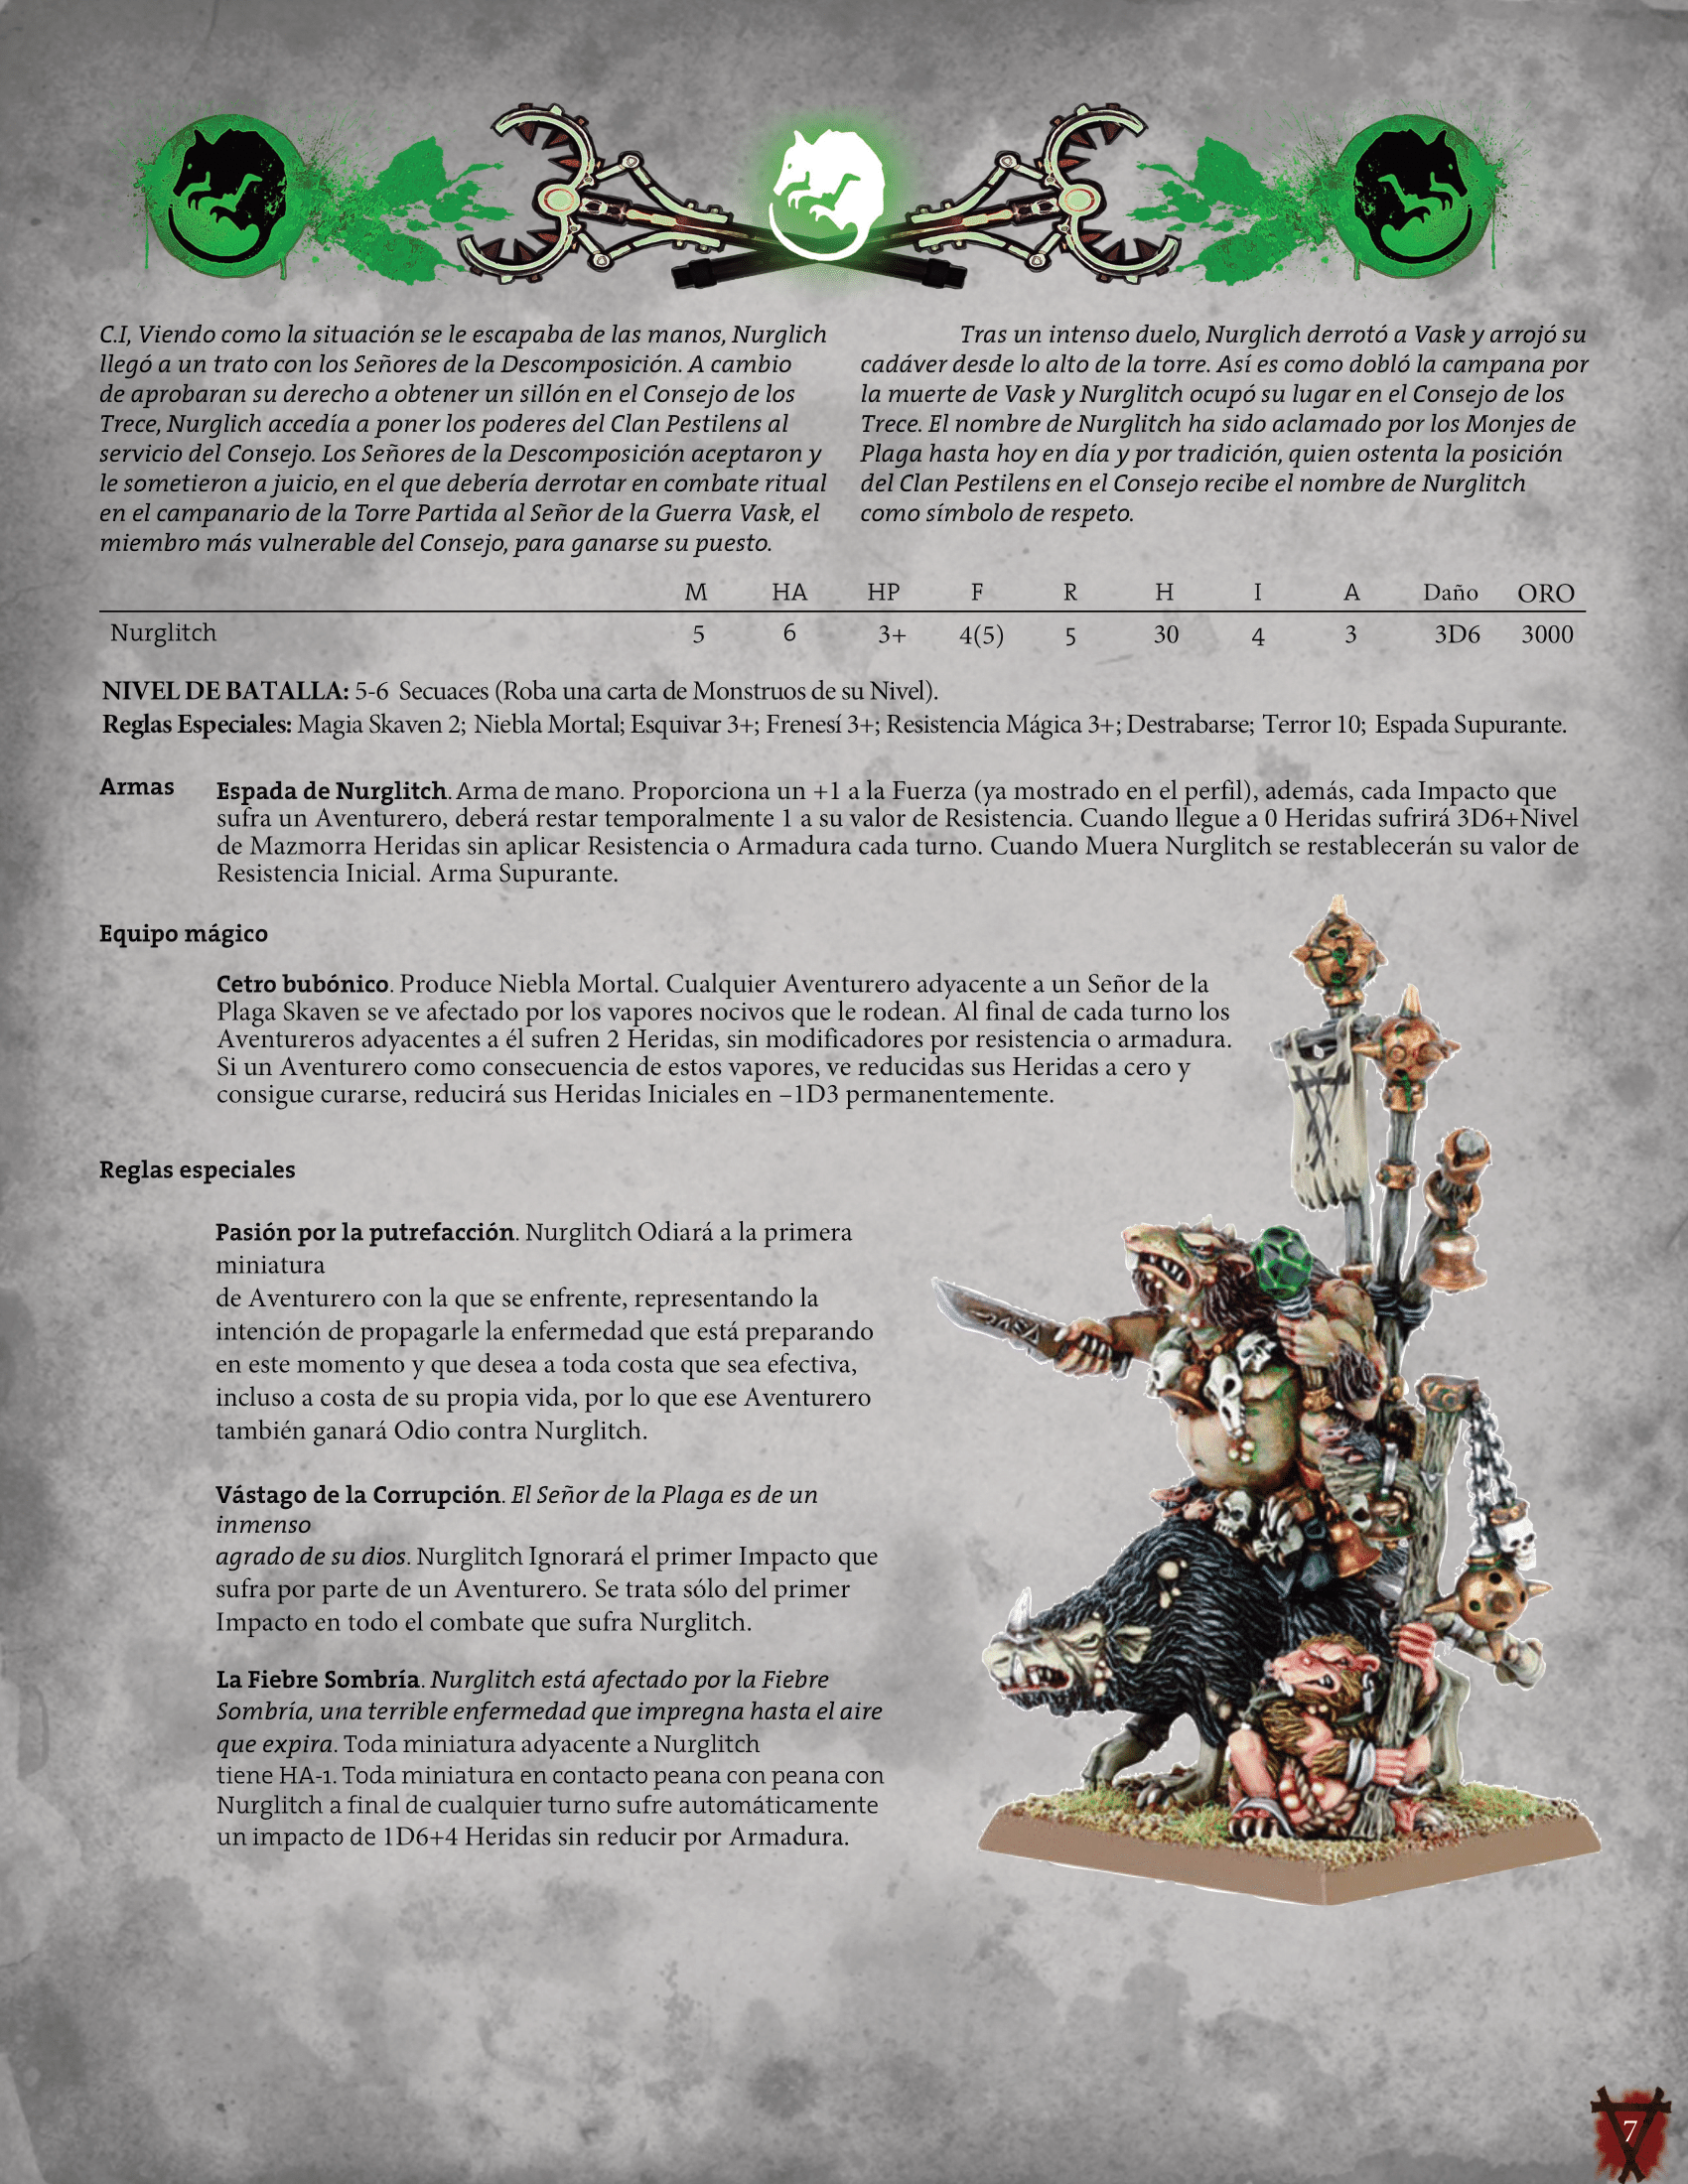 C.I, Viendo como la situación se le escapaba de las manos, Nurglich
llegó a un trato con los Señores de la Descomposición. A cambio
de aprobaran su derecho a obtener un sillón en el Consejo de los
Trece, Nurglich accedía a poner los poderes del Clan Pestilens al
servicio del Consejo. Los Señores de la Descomposición aceptaron y
le sometieron a juicio, en el que debería derrotar en combate ritual
en el campanario de la Torre Partida al Señor de la Guerra Vask, el
miembro más vulnerable del Consejo, para ganarse su puesto.
Tras un intenso duelo, Nurglich derrotó a Vask y arrojó su
cadáver desde lo alto de la torre. Así es como dobló la campana por
la muerte de Vask y Nurglitch ocupó su lugar en el Consejo de los
Trece. El nombre de Nurglitch ha sido aclamado por los Monjes de
Plaga hasta hoy en día y por tradición, quien ostenta la posición
del Clan Pestilens en el Consejo recibe el nombre de Nurglitch
como símbolo de respeto.
M HA HP F R H I A Daño ORO
Nurglitch 5 6 3+ 4(5) 5 30 4 3 3D6 3000
NIVEL DE BATALLA: 5-6 Secuaces (Roba una carta de Monstruos de su Nivel).
Reglas Especiales: Magia Skaven 2; Niebla Mortal; Esquivar 3+; Frenesí 3+; Resistencia Mágica 3+; Destrabarse; Terror 10; Espada Supurante.
Armas Espada de Nurglitch. Arma de mano. Proporciona un +1 a la Fuerza (ya mostrado en el perfil), además, cada Impacto que
sufra un Aventurero, deberá restar temporalmente 1 a su valor de Resistencia. Cuando llegue a 0 Heridas sufrirá 3D6+Nivel
de Mazmorra Heridas sin aplicar Resistencia o Armadura cada turno. Cuando Muera Nurglitch se restablecerán su valor de
Resistencia Inicial. Arma Supurante.
Equipo mágico
Cetro bubónico. Produce Niebla Mortal. Cualquier Aventurero adyacente a un Señor de la
Plaga Skaven se ve afectado por los vapores nocivos que le rodean. Al final de cada turno los
Aventureros adyacentes a él sufren 2 Heridas, sin modificadores por resistencia o armadura.
Si un Aventurero como consecuencia de estos vapores, ve reducidas sus Heridas a cero y
consigue curarse, reducirá sus Heridas Iniciales en –1D3 permanentemente.
Reglas especiales
Pasión por la putrefacción. Nurglitch Odiará a la primera
miniatura
de Aventurero con la que se enfrente, representando la
intención de propagarle la enfermedad que está preparando
en este momento y que desea a toda costa que sea efectiva,
incluso a costa de su propia vida, por lo que ese Aventurero
también ganará Odio contra Nurglitch.
Vástago de la Corrupción. El Señor de la Plaga es de un
inmenso
agrado de su dios. Nurglitch Ignorará el primer Impacto que
sufra por parte de un Aventurero. Se trata sólo del primer
Impacto en todo el combate que sufra Nurglitch.
La Fiebre Sombría. Nurglitch está afectado por la Fiebre
Sombría, una terrible enfermedad que impregna hasta el aire
que expira. Toda miniatura adyacente a Nurglitch
tiene HA-1. Toda miniatura en contacto peana con peana con
Nurglitch a final de cualquier turno sufre automáticamente
un impacto de 1D6+4 Heridas sin reducir por Armadura.
7